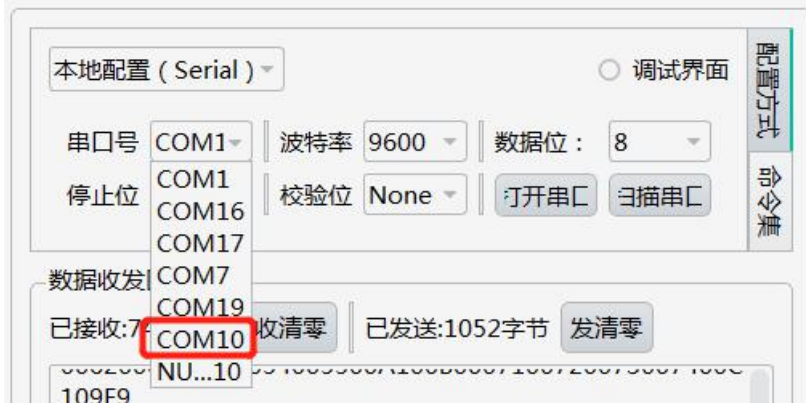 本地配置（Serial）
调试界面
配置方式
串口号 COM1 波特率 9600 数据位： 8
停止位 校验位 None 打开串口 扫描串口
命令集
COM1
COM16
COM17
COM7
COM19
COM10
NU...10
数据收发
已接收:7 收清零 已发送:1052字节 发清零
109F9